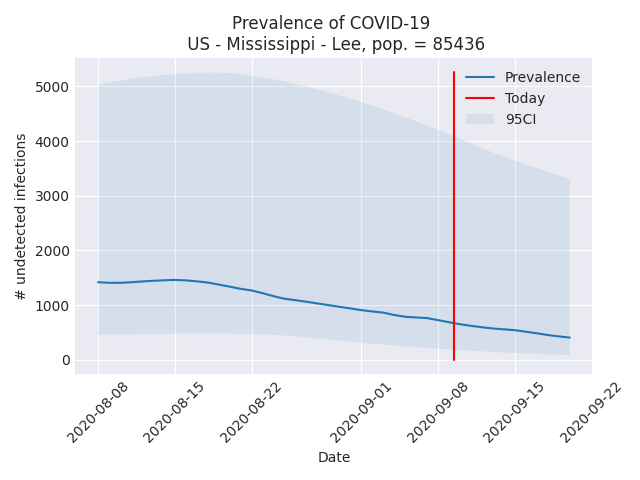 Prevalence of COVID-19
US - Mississippi - Lee, pop. = 85436
Prevalence
Today
95CI
# undetected infections
5000
4000
3000
2000
1000
0
2020-08-08
2020-08-15
2020-08-22
2020-09-01
2020-09-08
2020-09-15
2020-09-22
Date